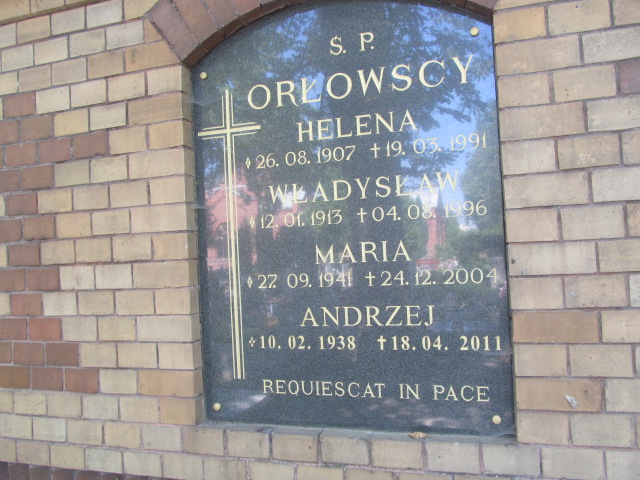 S. P.
ORŁOWSCY
HELENA
26. 08. 1907 ✝ 19. 03. 1991
WŁADYSŁAW
12. 01. 1913 ✝ 04. 08. 1996
MARIA
27. 09. 1941 ✝ 24. 12. 2004
ANDRZEJ
10. 02. 1938 ✝ 18. 04. 2011
REQUIESCAT IN PACE